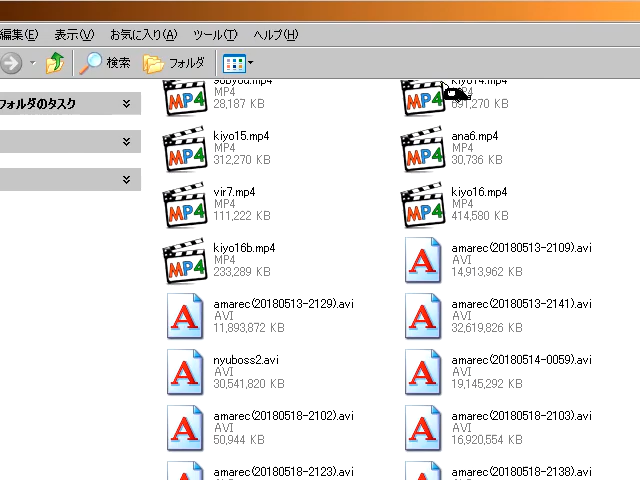 編集(E) 表示(V) お気に入り(A) ツール(T) ヘルプ(H)
検索 フォルダ
フォルダのタスク
MP4
28,187 KB
kiyo14.mp4
MP4
691,270 KB
kiyo15.mp4
MP4
312,270 KB
ana6.mp4
MP4
30,736 KB
vir7.mp4
MP4
111,222 KB
kiyo16.mp4
MP4
414,580 KB
kiyo16b.mp4
MP4
233,289 KB
amarec(20180513-2109).avi
AVI
14,913,962 KB
amarec(20180513-2129).avi
AVI
11,893,872 KB
amarec(20180513-2141).avi
AVI
32,619,826 KB
nyuboss2.avi
AVI
30,541,820 KB
amarec(20180514-0059).avi
AVI
19,145,292 KB
amarec(20180518-2102).avi
AVI
50,944 KB
amarec(20180518-2103).avi
AVI
16,920,554 KB
amarec(20180518-2123).avi
amarec(20180518-2138).avi